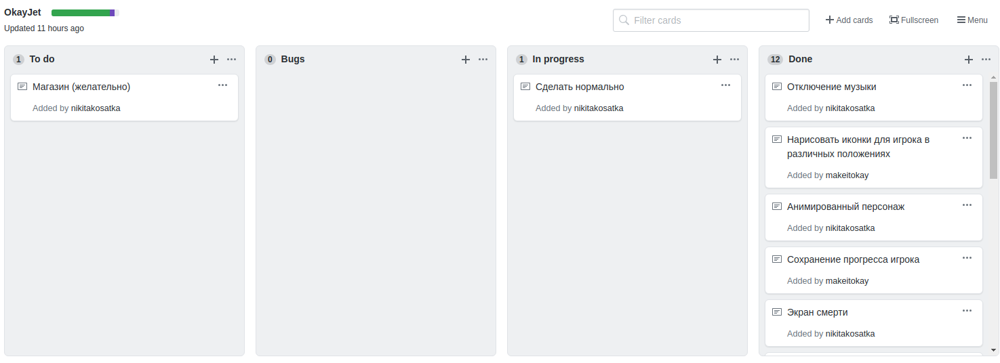 OkayJet
Updated 11 hours ago
Filter cards
Add cards
Fullscreen
Menu
1 To do
Магазин (желательно)
Added by nikitakosatka
0 Bugs
1 In progress
Сделать нормально
Added by nikitakosatka
12 Done
Отключение музыки
Added by nikitakosatka
Нарисовать иконки для игрока в
различных положениях
Added by makeitokay
Анимированный персонаж
Added by nikitakosatka
Сохранение прогресса игрока
Added by makeitokay
Экран смерти
Added by nikitakosatka